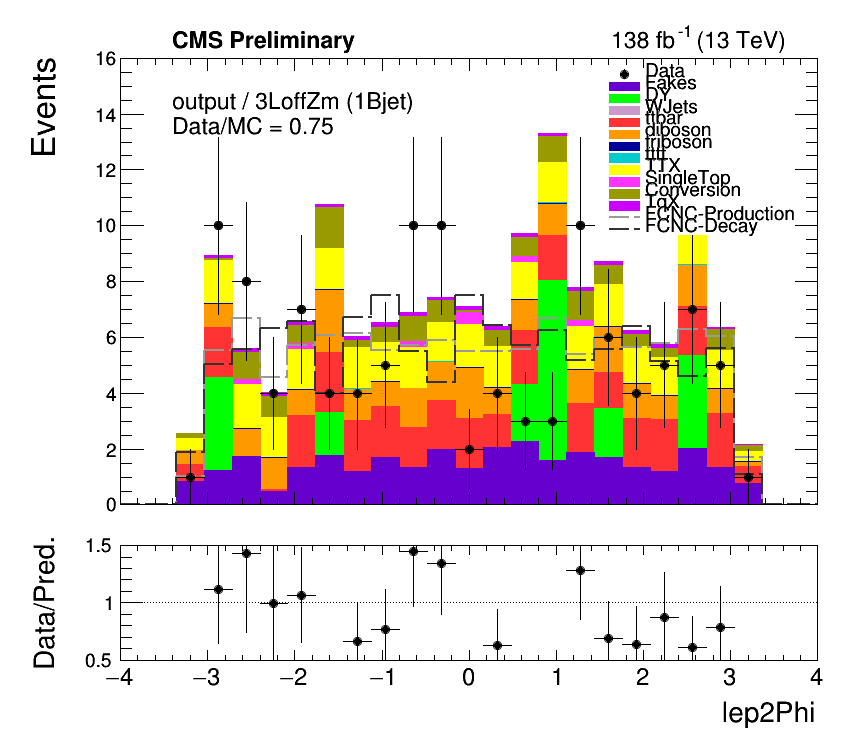 CMS Preliminary
138 fb-1 (13 TeV)
Events
16
14
12
10
8
6
4
2
0
output / 3LoffZm (1Bjet)
Data/MC = 0.75
Data
Fakes
DY
WJets
ttbar
diboson
triboson
tttt
TTX
SingleTop
Conversion
TqX
FCNC-Production
FCNC-Decay
Data/Pred.
1.5
1
0.5
−4 −3 −2 −1 0 1 2 3 4
lep2Phi